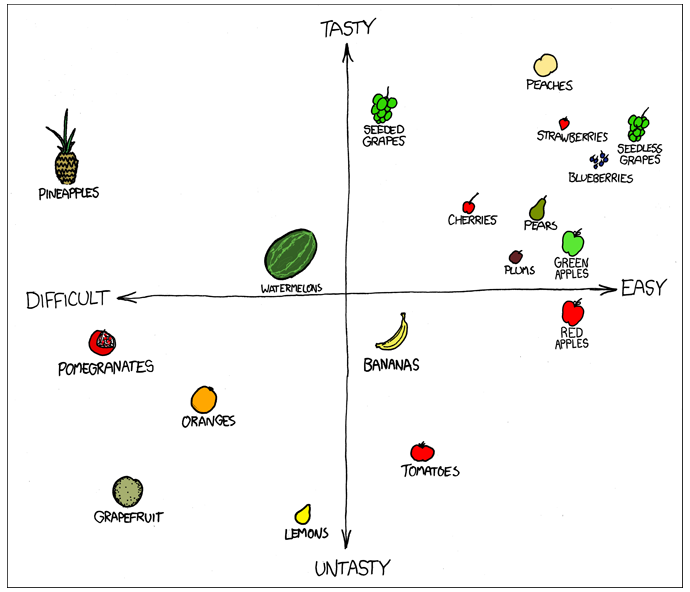 TASTY
PEACHES
SEEDED
GRAPES
STRAWBERRIES
SEEDLESS
GRAPES
BLUEBERRIES
PINEAPPLES
CHERRIES
PEARS
PLUMS
GREEN
APPLES
WATERMELONS
DIFFICULT
EASY
RED
APPLES
BANANAS
POMEGRANATES
ORANGES
TOMATOES
GRAPEFRUIT
LEMONS
UNTASTY